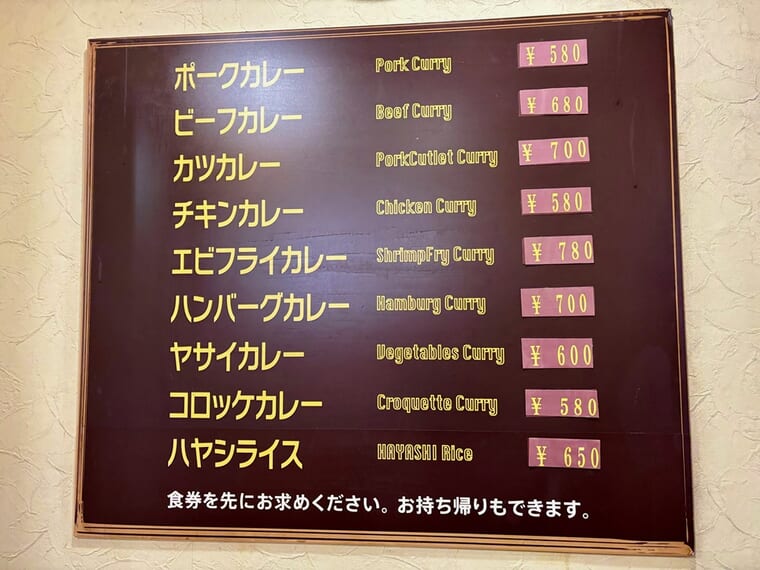 ポークカレー Pork Curry ¥ 580
ビーフカレー Beef Curry ¥ 680
カツカレー PorkCutlet Curry ¥ 700
チキンカレー Chicken Curry ¥ 580
エビフライカレー ShrimpFry Curry ¥ 780
ハンバーグカレー Hamburg Curry ¥ 700
ヤサイカレー Vegetables Curry ¥ 600
コロッケカレー Croquette Curry ¥ 580
ハヤシライス HAYASHI Rice ¥ 650
食券を先にお求めください。お持ち帰りもできます。